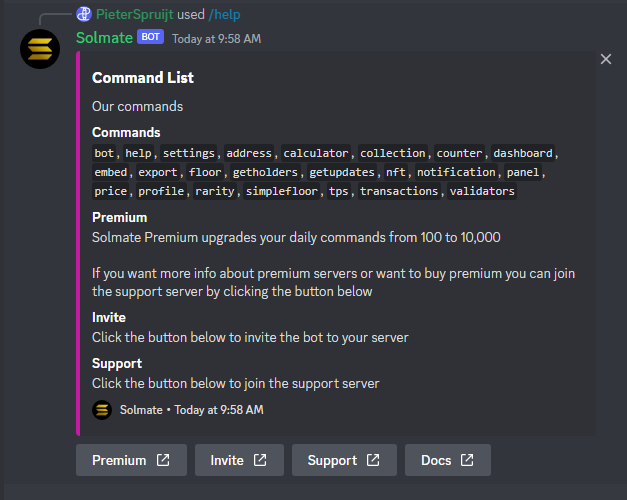 PieterSpruijt used /help
Solmate BOT Today at 9:58 AM
Command List
Our commands
Commands
bot, help, settings, address, calculator, collection, counter, dashboard,
embed, export, floor, getholders, getupdates, nft, notification, panel,
price, profile, rarity, simplefloor, tps, transactions, validators
Premium
Solmate Premium upgrades your daily commands from 100 to 10,000
If you want more info about premium servers or want to buy premium you can join
the support server by clicking the button below
Invite
Click the button below to invite the bot to your server
Support
Click the button below to join the support server
Solmate • Today at 9:58 AM
Premium Invite Support Docs